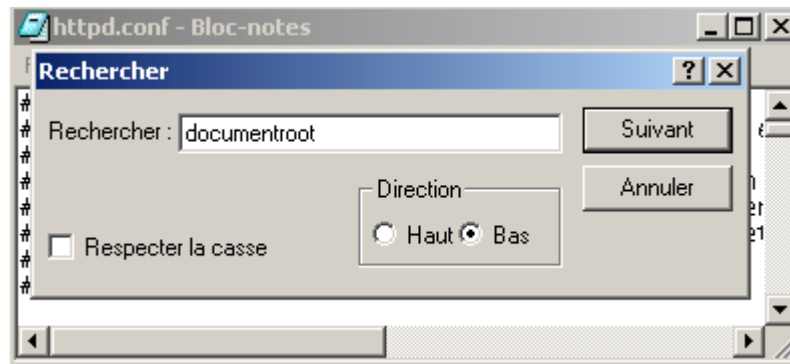 httpd.conf - Bloc-notes
Rechercher
Rechercher : documentroot
Suivant
Direction
Annuler
Haut
Bas
Respecter la casse
#
#
#
#
#
#
#
#